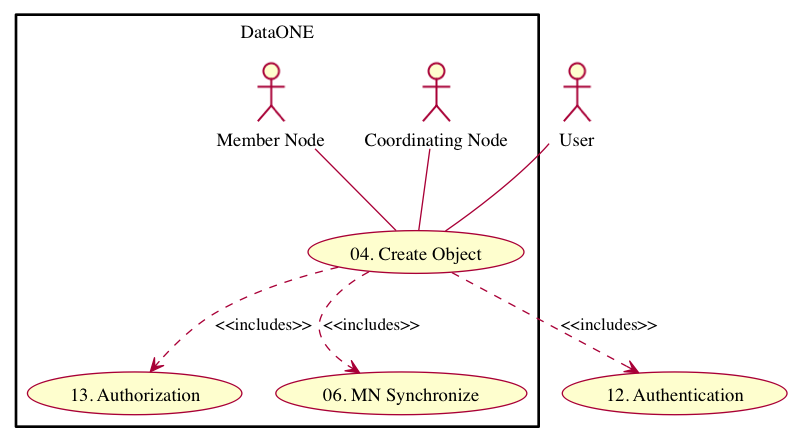 DataONE
Member Node
Coordinating Node
User
04. Create Object
<<includes>>
<<includes>>
<<includes>>
13. Authorization
06. MN Synchronize
12. Authentication